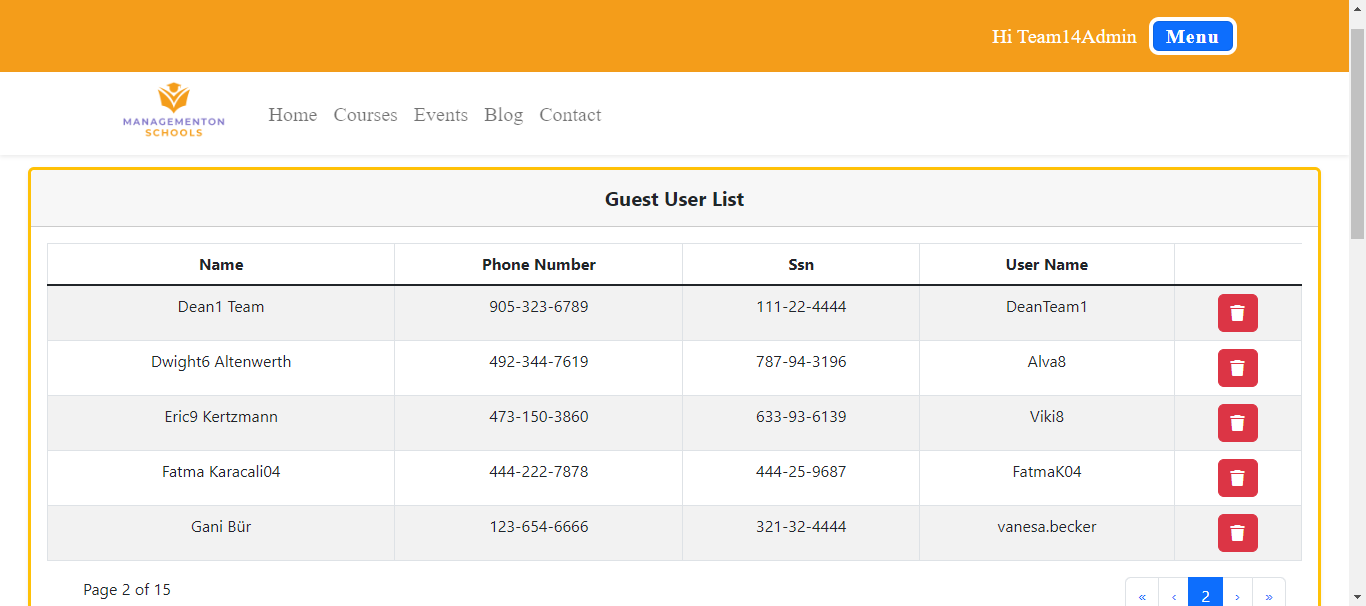 Hi Team14Admin Menu
MANAGEMENTON
SCHOOLS
Home Courses Events Blog Contact
Guest User List
Name Phone Number Ssn User Name
Dean1 Team 905-323-6789 111-22-4444 DeanTeam1
Dwight6 Altenwerth 492-344-7619 787-94-3196 Alva8
Eric9 Kertzmann 473-150-3860 633-93-6139 Viki8
Fatma Karacali04 444-222-7878 444-25-9687 FatmaK04
Gani Bür 123-654-6666 321-32-4444 vanesa.becker
Page 2 of 15 « ‹ 2 › »